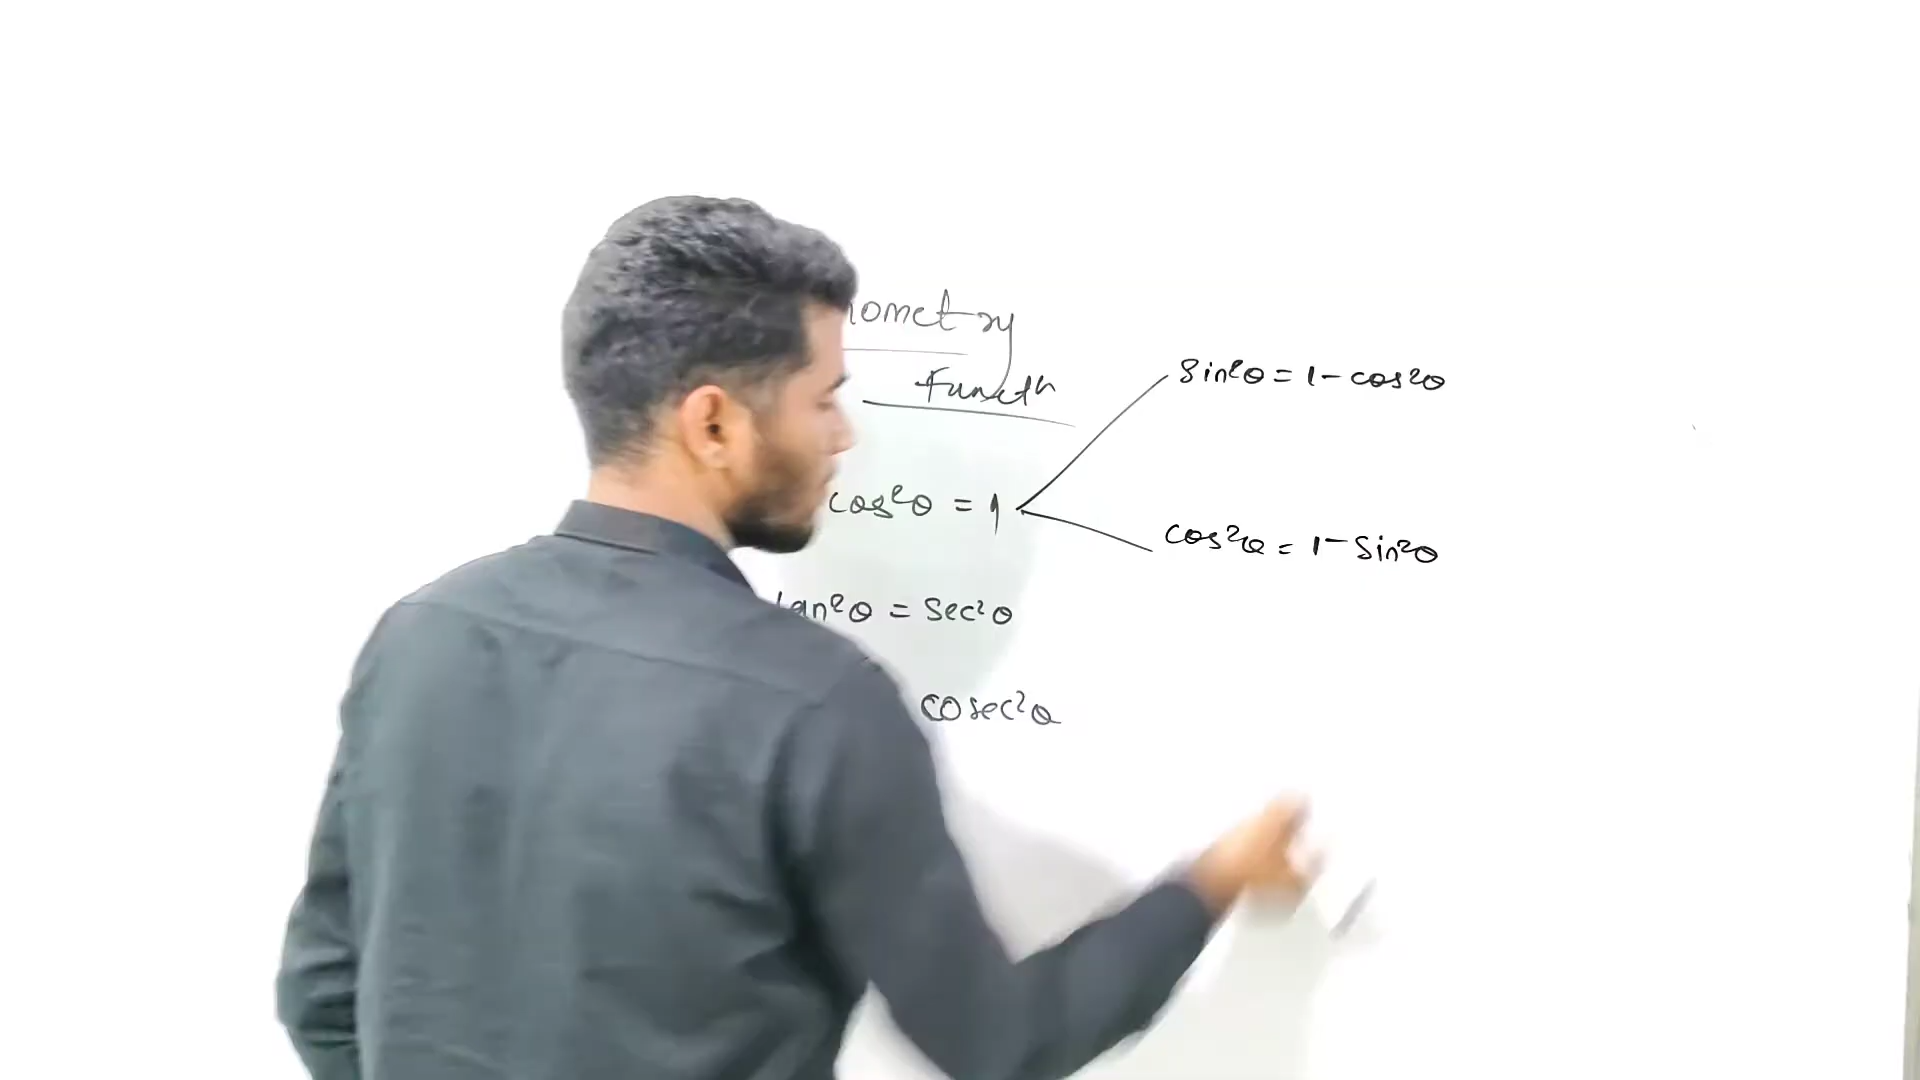 nometry
Functn
cos²θ = 1
sin²θ = 1 - cos²θ
cos²θ = 1 - sin²θ
tan²θ = sec²θ
cosec²θ